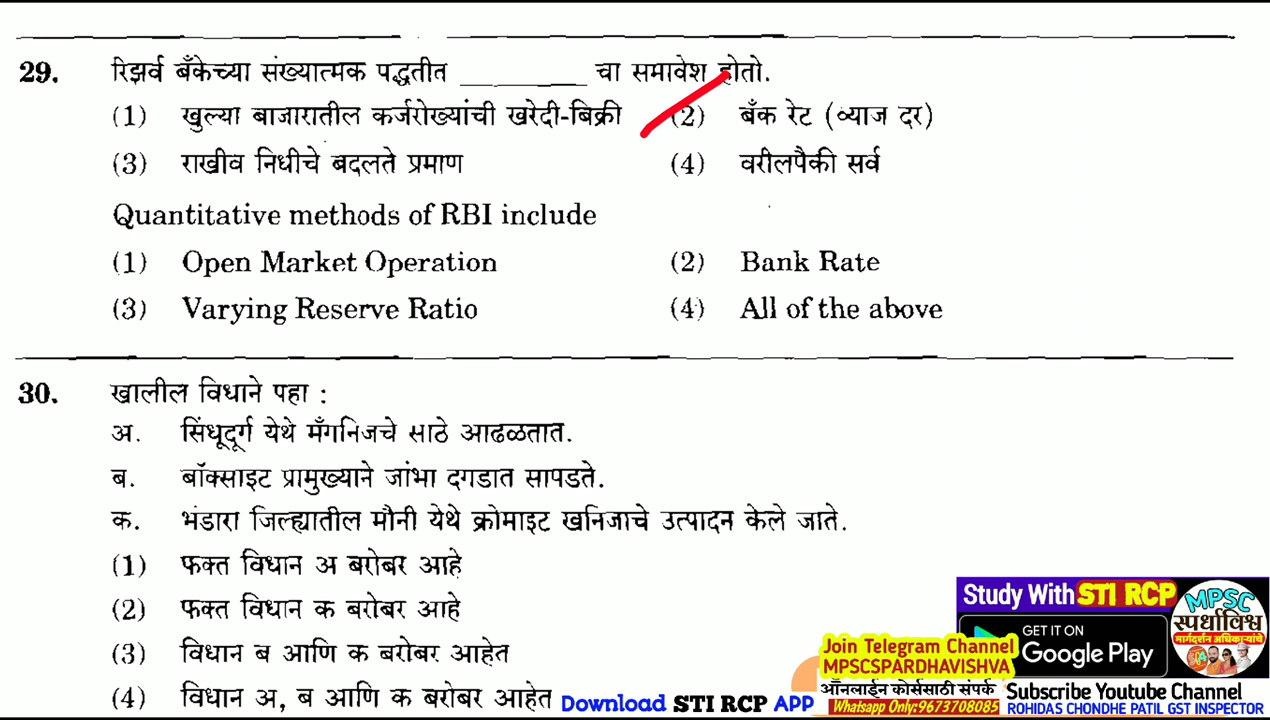 29. रिझर्व बँकेच्या संख्यात्मक पद्धतीत ________ चा समावेश होतो.
(1) खुल्या बाजारातील कर्जरोख्यांची खरेदी-बिक्री (2) बँक रेट (व्याज दर)
(3) राखीव निधीचे बदलते प्रमाण (4) वरीलपैकी सर्व
Quantitative methods of RBI include
(1) Open Market Operation (2) Bank Rate
(3) Varying Reserve Ratio (4) All of the above
30. खालील विधाने पहा :
अ. सिंधूदूर्ग येथे मँगनिजचे साठे आढळतात.
ब. बॉक्साइट प्रामुख्याने जांभा दगडात सापडते.
क. भंडारा जिल्ह्यातील मौनी येथे क्रोमाइट खनिजाचे उत्पादन केले जाते.
(1) फक्त विधान अ बरोबर आहे
(2) फक्त विधान क बरोबर आहे
(3) विधान ब आणि क बरोबर आहेत
(4) विधान अ, ब आणि क बरोबर आहेत
Study With STI RCP
MPSC
स्पर्धाविश्व
मार्गदर्शन अधिकाऱ्यांचे
GET IT ON
Google Play
Join Telegram Channel
MPSCSPARDHAVISHVA
ऑनलाईन कोर्ससाठी संपर्क
Whatsapp Only:9673708085
Download STI RCP APP
Subscribe Youtube Channel
ROHIDAS CHONDHE PATIL GST INSPECTOR